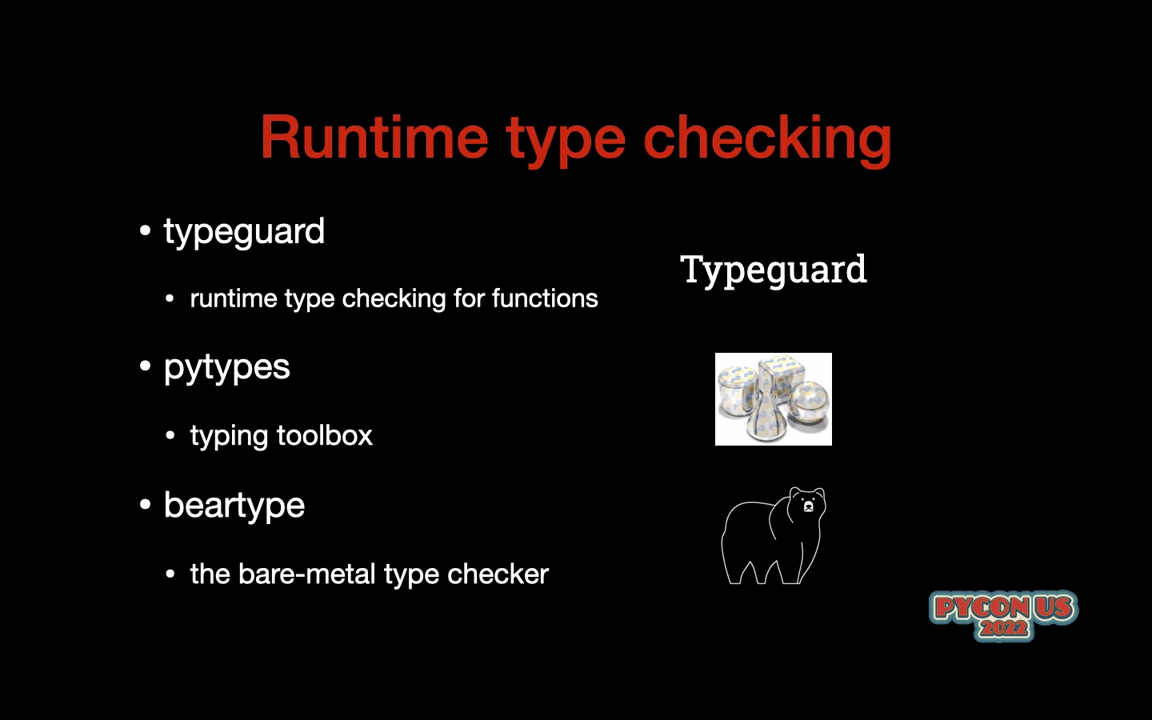 Runtime type checking
• typeguard
• runtime type checking for functions
• pytypes
• typing toolbox
• beartype
• the bare-metal type checker
Typeguard
PYCON US
2022